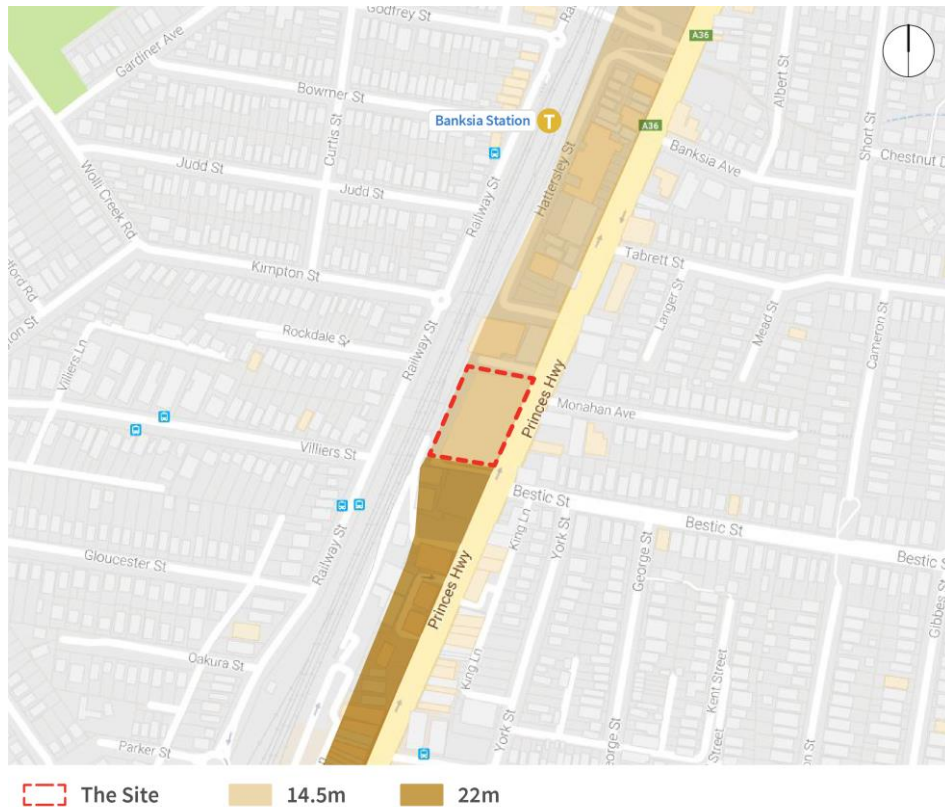 Godfrey St
Gardiner Ave
A36
Bowmer St
Albert St
Short St
Banksia Station
T
A36
Curtis St
Banksia Ave
Chestnut D
Judd St
Judd St
Hattersley St
Wolli Creek Rd
Railway St
Tabrett St
Kimpton St
Langer St
Mead St
Cameron St
Rockdale St
Villiers Ln
Railway St
Princes Hwy
Monahan Ave
Villiers St
Bestic St
King Ln
York St
Bestic St
Bestic S
Gloucester St
Railway St
George St
Princes Hwy
Gibbes St
Oakura St
King Ln
Kent Street
York St
Street
Parker St
The Site
14.5m
22m